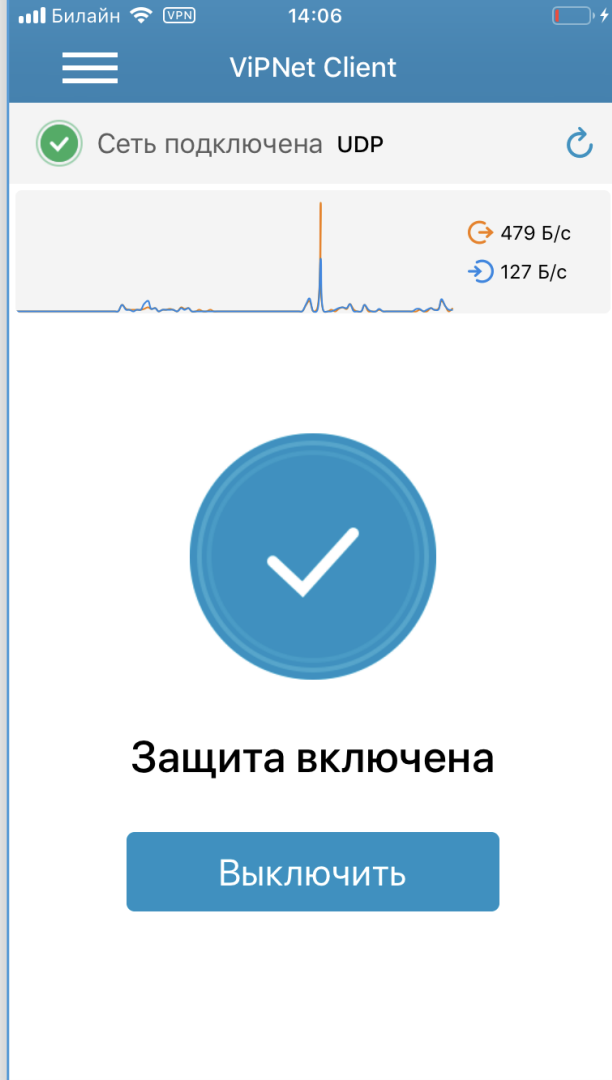 Билайн VPN 14:06
ViPNet Client
Сеть подключена UDP
479 Б/с
127 Б/с
Защита включена
Выключить